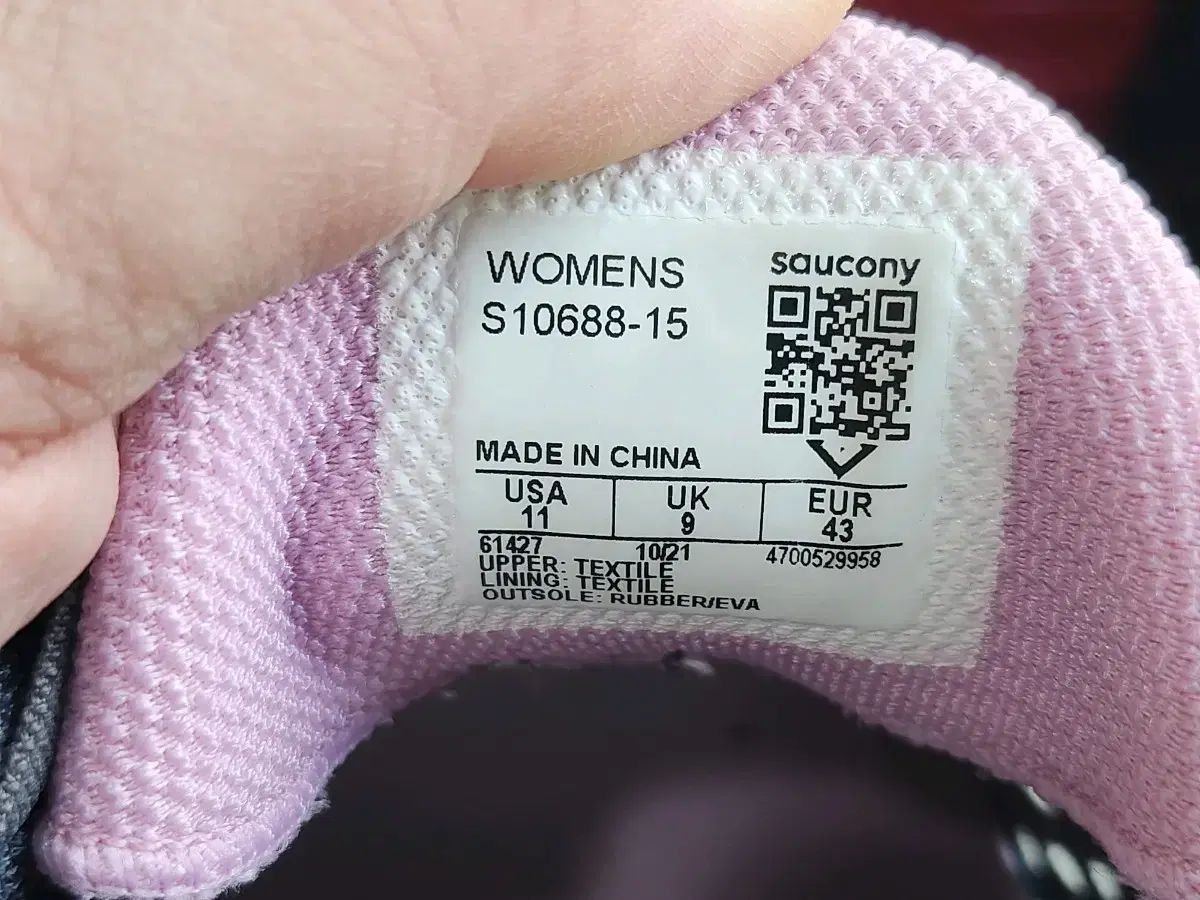 WOMENS
S10688-15
saucony
MADE IN CHINA
USA UK EUR
11 9 43
61427 10/21 4700529958
UPPER: TEXTILE
LINING: TEXTILE
OUTSOLE: RUBBER/EVA